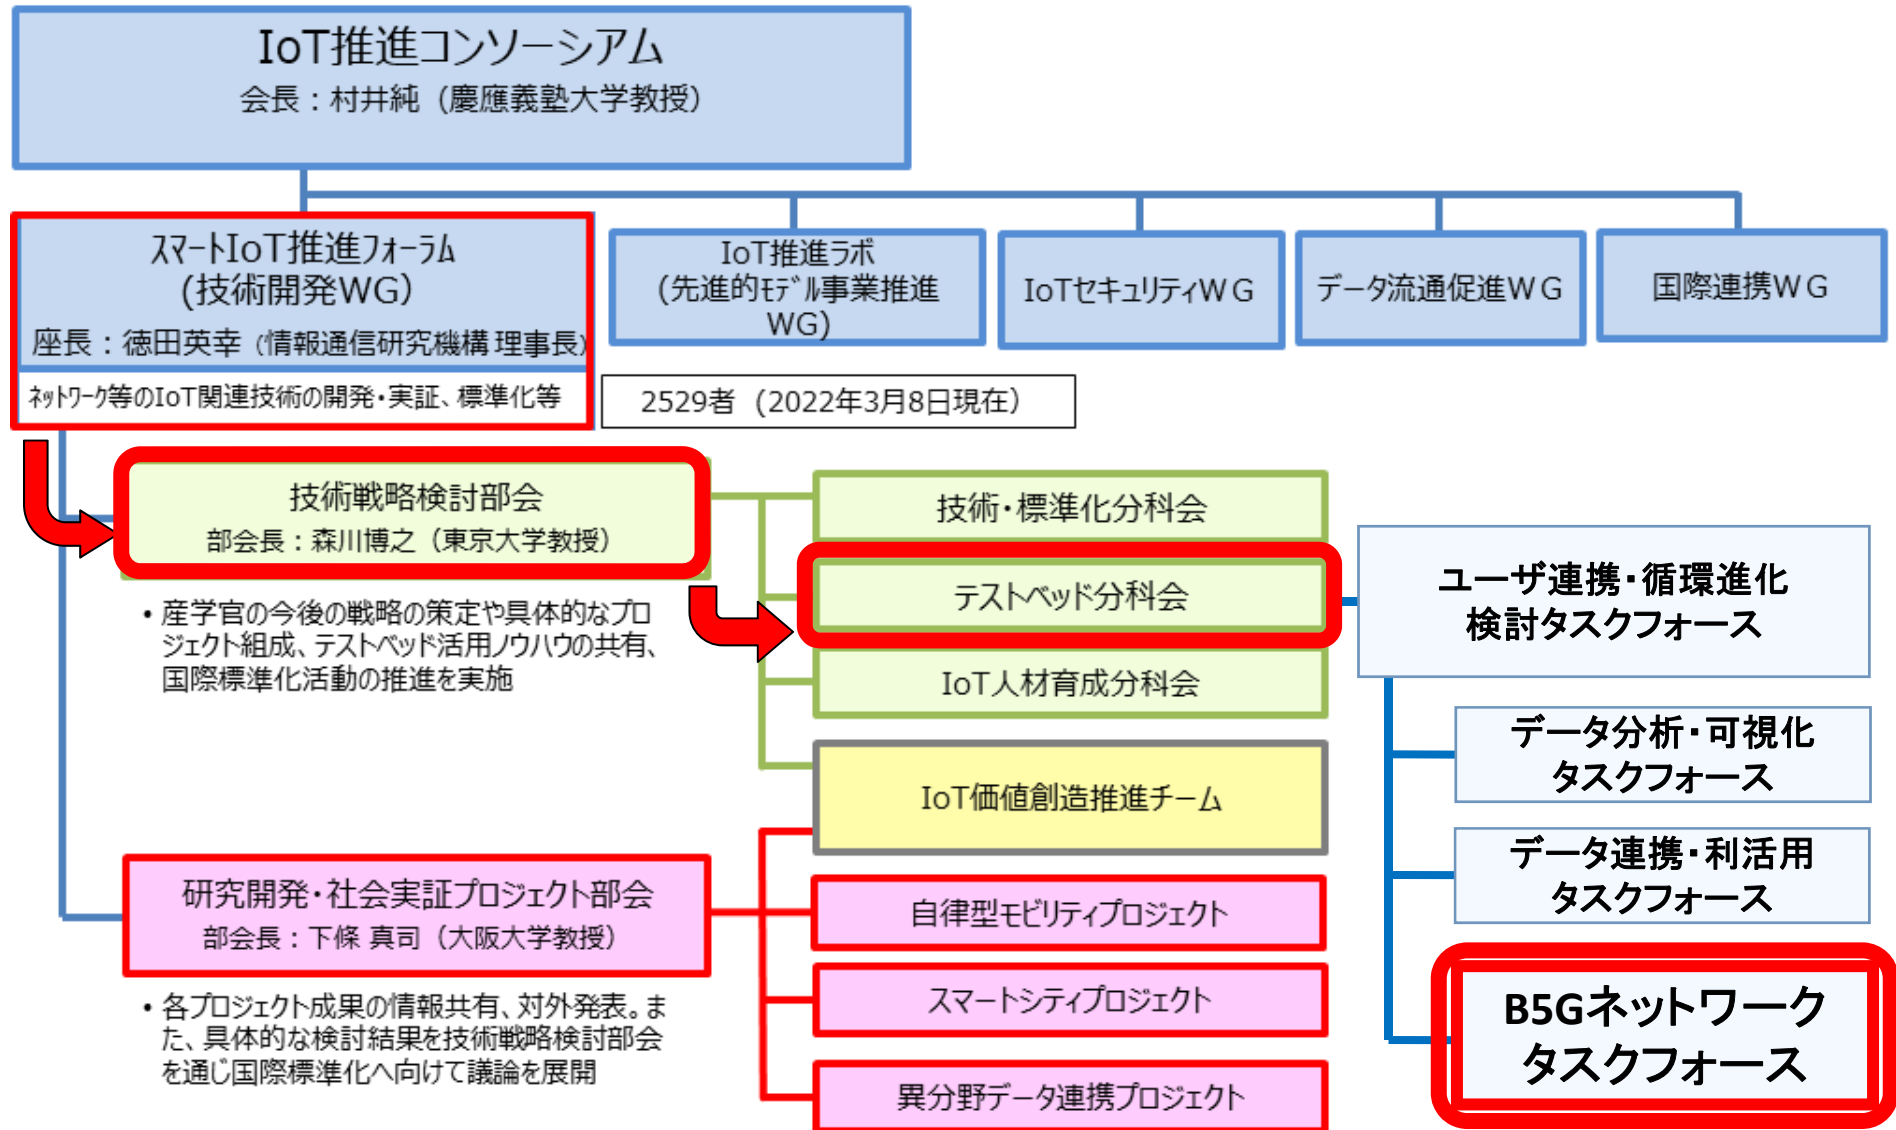 IoT推進コンソーシアム
会長：村井純（慶應義塾大学教授）
ｽﾏｰﾄIoT推進ﾌｫｰﾗﾑ
(技術開発WG）
座長：徳田英幸（情報通信研究機構 理事長）
ﾈｯﾄﾜｰｸ等のIoT関連技術の開発・実証、標準化等
IoT推進ラボ
(先進的ﾓﾃﾞﾙ事業推進
WG)
IoTセキュリティＷＧ
データ流通促進ＷＧ
国際連携ＷＧ
2529者（2022年3月8日現在）
技術戦略検討部会
部会長：森川博之（東京大学教授）
• 産学官の今後の戦略の策定や具体的なプロ
ジェクト組成、テストベッド活用ノウハウの共有、
国際標準化活動の推進を実施
技術・標準化分科会
テストベッド分科会
IoT人材育成分科会
IoT価値創造推進チーム
ユーザ連携・循環進化
検討タスクフォース
データ分析・可視化
タスクフォース
データ連携・利活用
タスクフォース
B5Gネットワーク
タスクフォース
研究開発・社会実証プロジェクト部会
部会長：下條 真司（大阪大学教授）
• 各プロジェクト成果の情報共有、対外発表。ま
た、具体的な検討結果を技術戦略検討部会
を通じ国際標準化へ向けて議論を展開
自律型モビリティプロジェクト
スマートシティプロジェクト
異分野データ連携プロジェクト